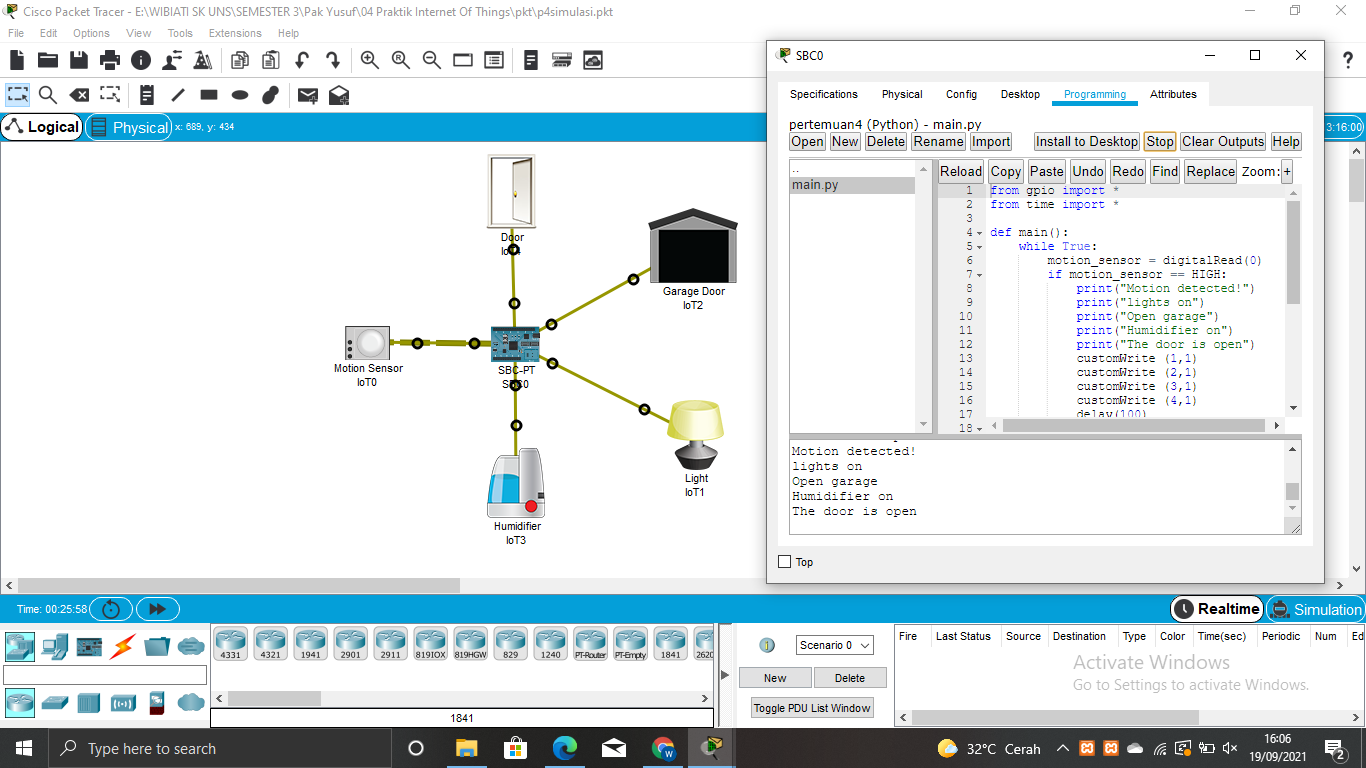 Cisco Packet Tracer - E:\WIBIATI SK UNS\SEMESTER 3\Pak Yusuf\04 Praktik Internet Of Things\pkt\p4simulasi.pkt
File Edit Options View Tools Extensions Help
Logical
Physical
x: 689, y: 434
Door
Garage Door
IoT2
Motion Sensor
IoT0
SBC-PT
Light
IoT1
Humidifier
IoT3
SBC0
Specifications Physical Config Desktop Programming Attributes
pertemuan4 (Python) - main.py
Open New Delete Rename Import Install to Desktop Stop Clear Outputs Help
..
main.py
Reload Copy Paste Undo Redo Find Replace Zoom: +
1 from gpio import *
2 from time import *
3
4 def main():
5 while True:
6 motion_sensor = digitalRead(0)
7 if motion_sensor == HIGH:
8 print("Motion detected!")
9 print("lights on")
10 print("Open garage")
11 print("Humidifier on")
12 print("The door is open")
13 customWrite (1,1)
14 customWrite (2,1)
15 customWrite (3,1)
16 customWrite (4,1)
17 delay(100)
18
Motion detected!
lights on
Open garage
Humidifier on
The door is open
Top
3:16:00
Time: 00:25:58
Realtime
Simulation
4331 4321 1941 2901 2911 819IOX 819HGW 829 1240 PT-Router PT-Empty 1841 2620
1841
Scenario 0
New Delete
Toggle PDU List Window
Fire Last Status Source Destination Type Color Time(sec) Periodic Num Ed
Activate Windows
Go to Settings to activate Windows.
Type here to search
32°C Cerah
16:06
19/09/2021
2